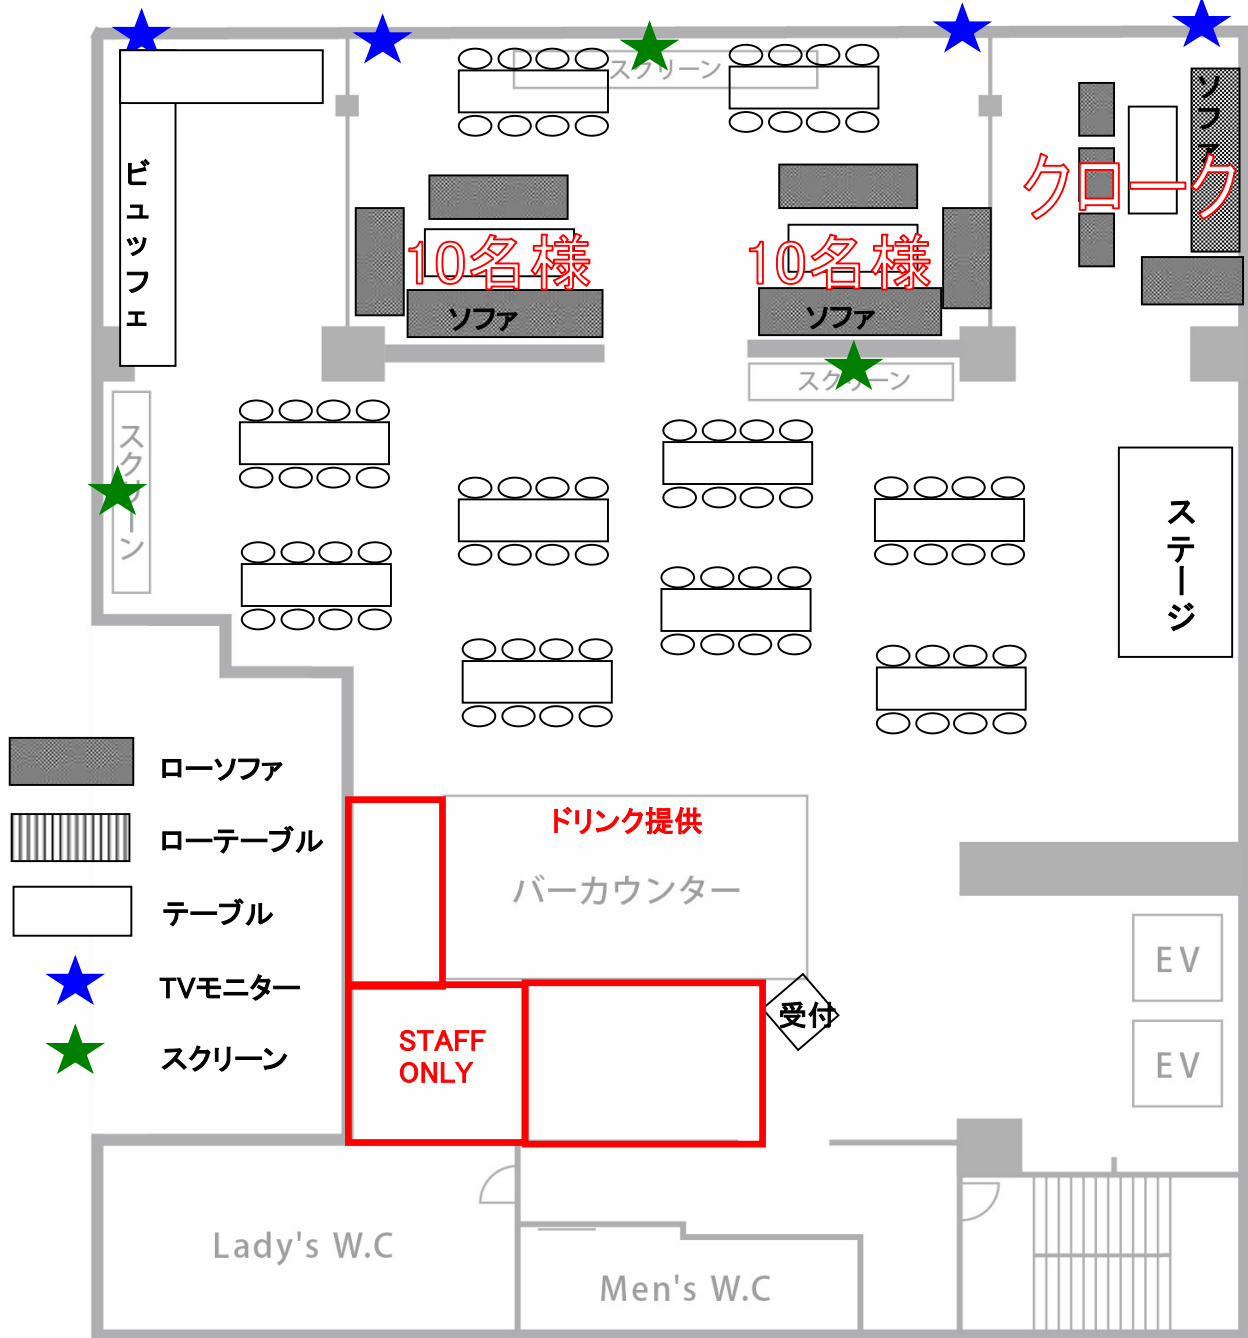 スクリーン
ソファ
クローク
ビュッフェ
10名様
10名様
ソファ
ソファ
スクリーン
スクリーン
ステージ
ローソファ
ローテーブル
テーブル
TVモニター
スクリーン
ドリンク提供
バーカウンター
EV
受付
STAFF
ONLY
EV
Lady's W.C
Men's W.C